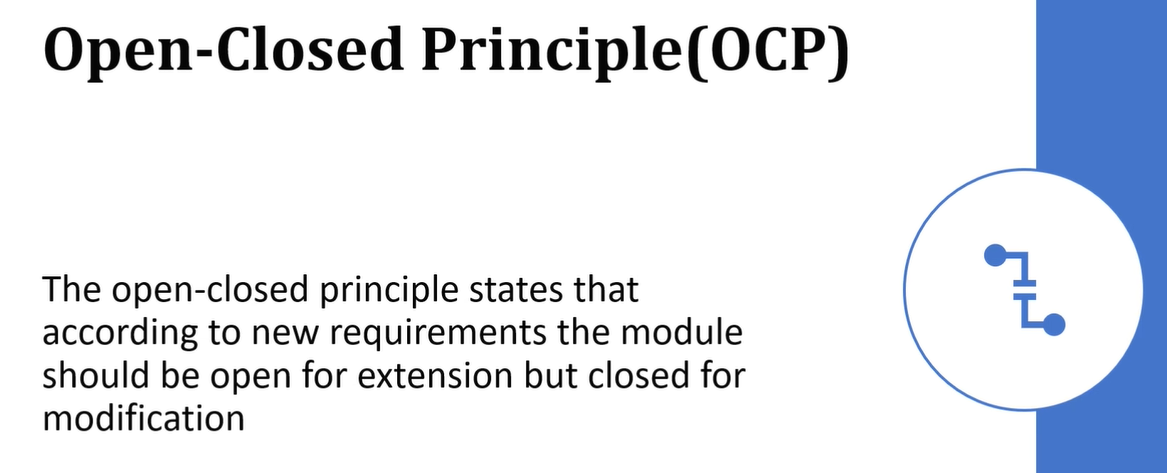 Open-Closed Principle(OCP)
The open-closed principle states that
according to new requirements the module
should be open for extension but closed for
modification